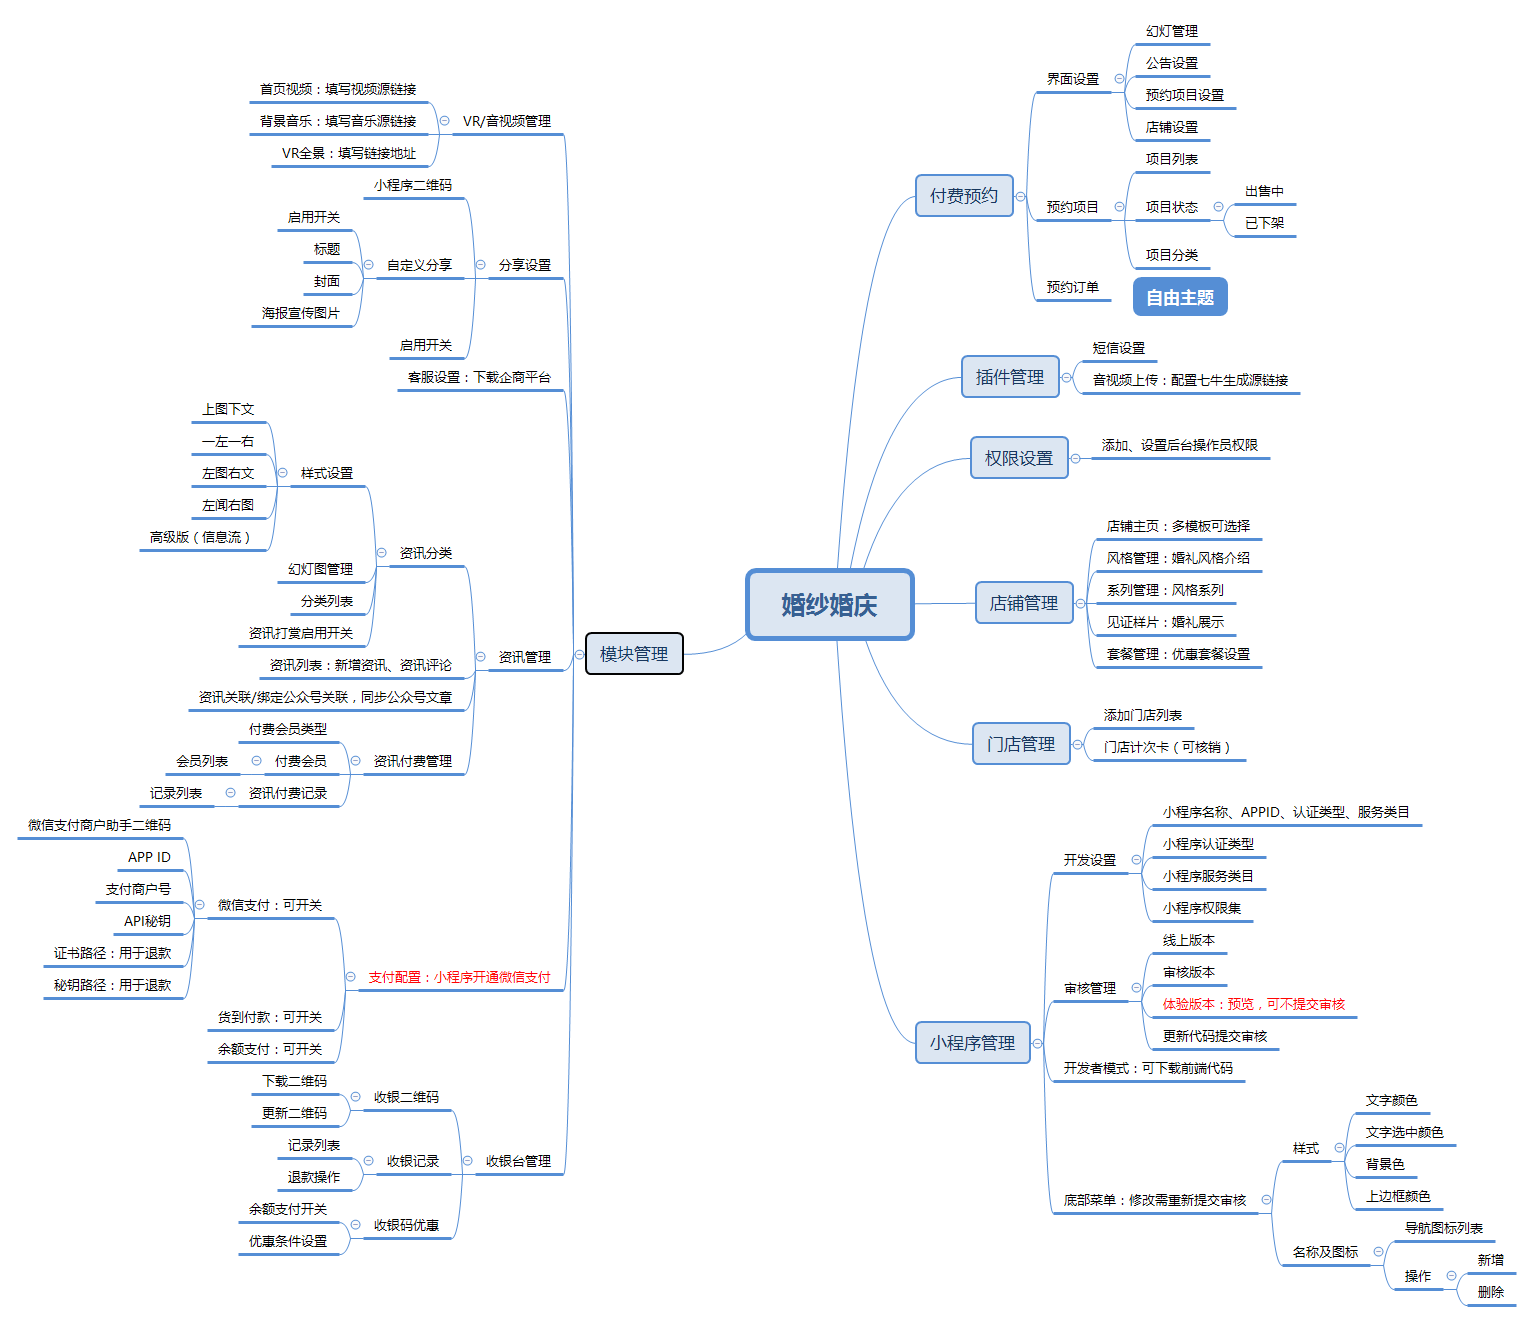 婚纱婚庆
付费预约
界面设置
幻灯管理
公告设置
预约项目设置
店铺设置
预约项目
项目列表
项目状态
出售中
已下架
项目分类
预约订单
自由主题
插件管理
短信设置
音视频上传：配置七牛生成源链接
权限设置
添加、设置后台操作员权限
店铺管理
店铺主页：多模板可选择
风格管理：婚礼风格介绍
系列管理：风格系列
见证样片：婚礼展示
套餐管理：优惠套餐设置
门店管理
添加门店列表
门店计次卡（可核销）
小程序管理
开发设置
小程序名称、APPID、认证类型、服务类目
小程序认证类型
小程序服务类目
小程序权限集
审核管理
线上版本
审核版本
体验版本：预览，可不提交审核
更新代码提交审核
开发者模式：可下载前端代码
底部菜单：修改需重新提交审核
样式
文字颜色
文字选中颜色
背景色
上边框颜色
名称及图标
导航图标列表
操作
新增
删除
模块管理
VR/音视频管理
首页视频：填写视频源链接
背景音乐：填写音乐源链接
VR全景：填写链接地址
分享设置
小程序二维码
自定义分享
启用开关
标题
封面
海报宣传图片
启用开关
客服设置：下载企商平台
资讯管理
资讯分类
样式设置
上图下文
一左一右
左图右文
左闻右图
高级版（信息流）
幻灯图管理
分类列表
资讯打赏启用开关
资讯列表：新增资讯、资讯评论
资讯关联/绑定公众号关联，同步公众号文章
资讯付费管理
付费会员类型
付费会员
会员列表
资讯付费记录
记录列表
支付配置：小程序开通微信支付
微信支付：可开关
微信支付商户助手二维码
APP ID
支付商户号
API秘钥
证书路径：用于退款
秘钥路径：用于退款
货到付款：可开关
余额支付：可开关
收银台管理
收银二维码
下载二维码
更新二维码
收银记录
记录列表
退款操作
收银码优惠
余额支付开关
优惠条件设置